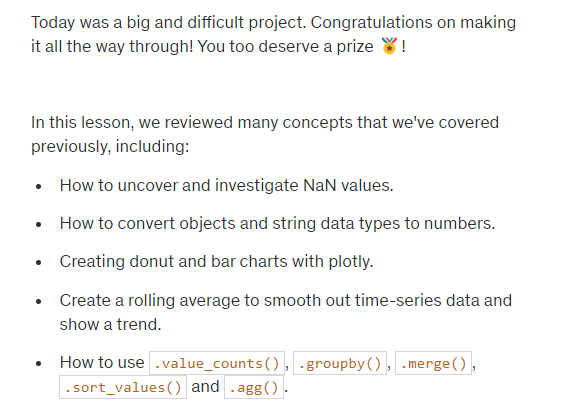 Today was a big and difficult project. Congratulations on making
it all the way through! You too deserve a prize 🏅!
In this lesson, we reviewed many concepts that we've covered
previously, including:
• How to uncover and investigate NaN values.
• How to convert objects and string data types to numbers.
• Creating donut and bar charts with plotly.
• Create a rolling average to smooth out time-series data and
show a trend.
• How to use .value_counts(), .groupby(), .merge(),
.sort_values() and .agg().